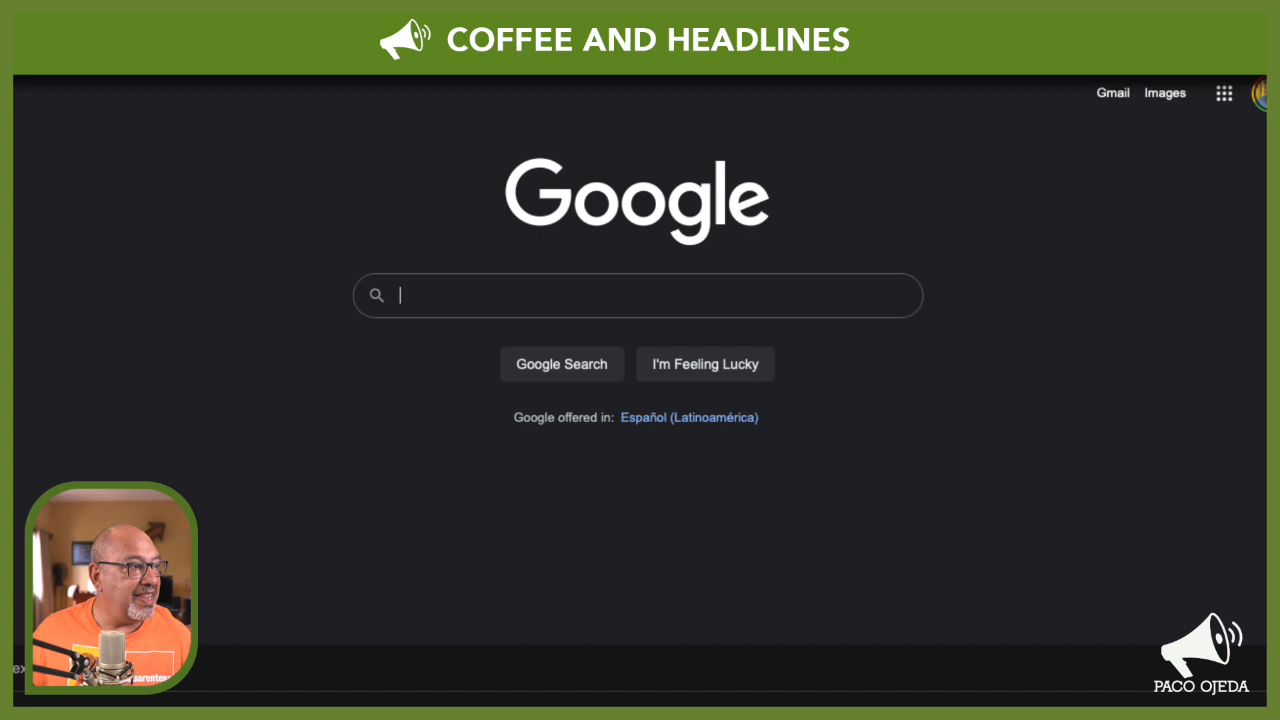 COFFEE AND HEADLINES
Gmail Images
Google
Google Search I'm Feeling Lucky
Google offered in: Español (Latinoamérica)
PACO OJEDA